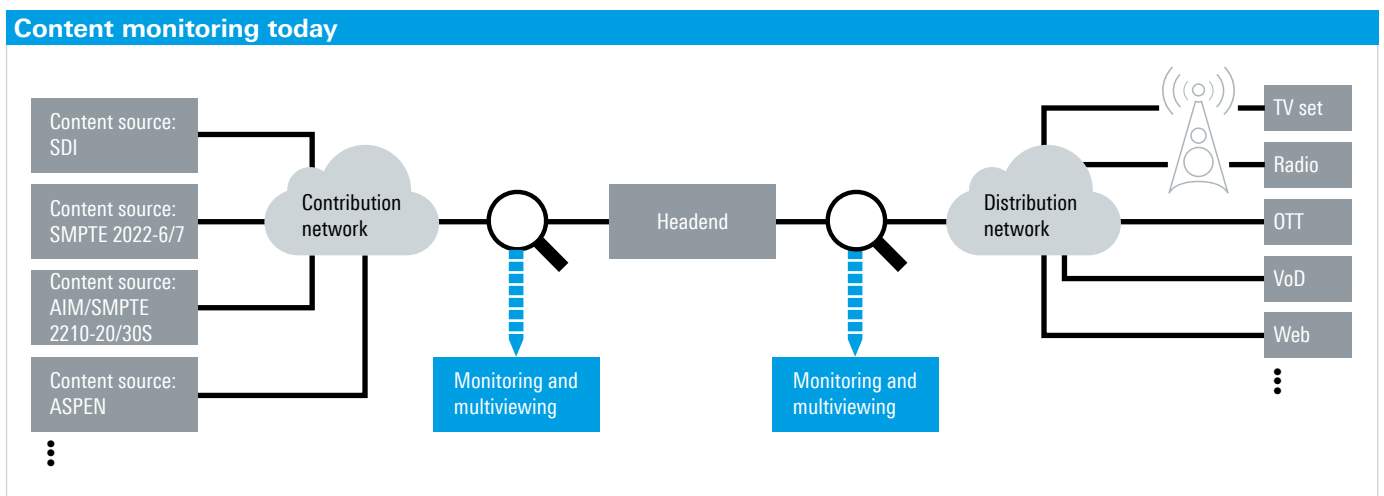 Content monitoring today
Content source:
SDI
Content source:
SMPTE 2022-6/7
Content source:
AIM/SMPTE
2210-20/30S
Content source:
ASPEN
Contribution
network
Monitoring and
multiviewing
Headend
Monitoring and
multiviewing
Distribution
network
TV set
Radio
OTT
VoD
Web